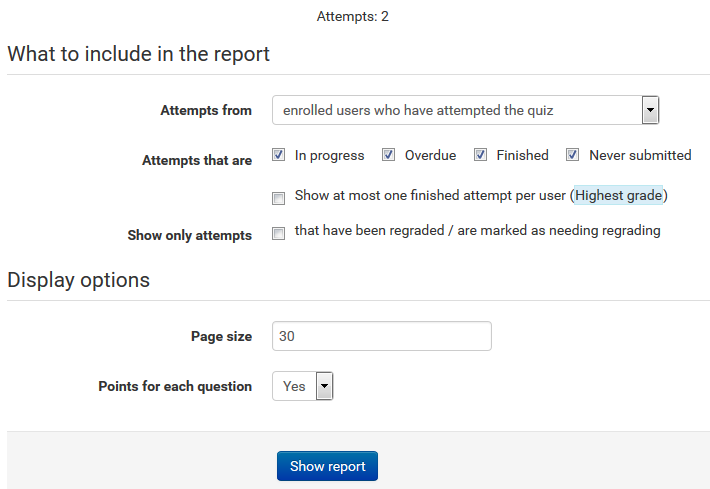 Attempts: 2
What to include in the report
Attempts from enrolled users who have attempted the quiz
Attempts that are In progress Overdue Finished Never submitted
Show at most one finished attempt per user (Highest grade)
Show only attempts that have been regraded / are marked as needing regrading
Display options
Page size 30
Points for each question Yes
Show report